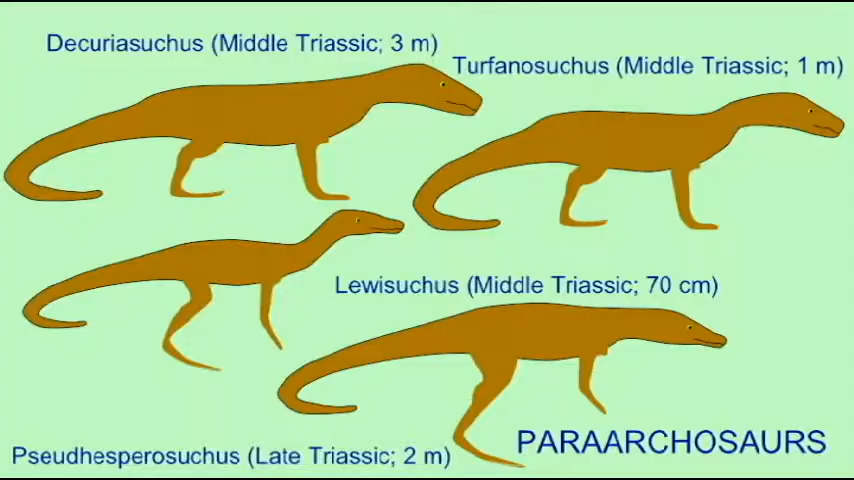 Decuriasuchus (Middle Triassic; 3 m)
Turfanosuchus (Middle Triassic; 1 m)
Lewisuchus (Middle Triassic; 70 cm)
PARAARCHOSAURS
Pseudhesperosuchus (Late Triassic; 2 m)